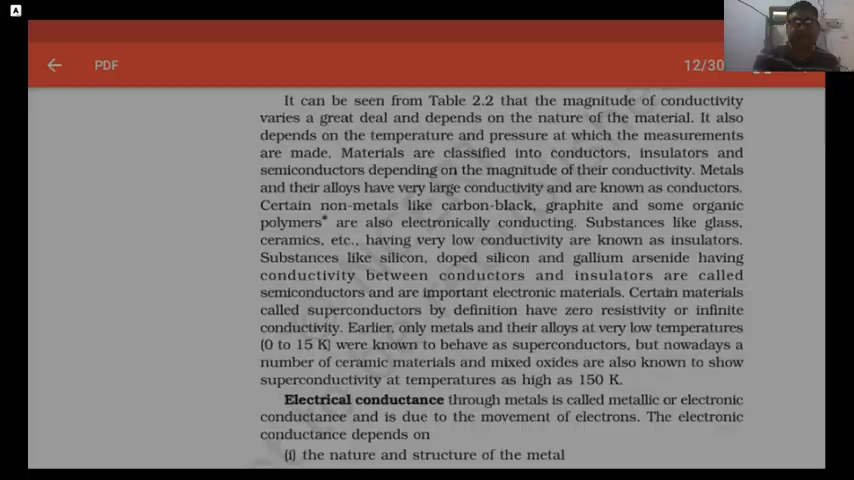 A
PDF
12/30
It can be seen from Table 2.2 that the magnitude of conductivity
varies a great deal and depends on the nature of the material. It also
depends on the temperature and pressure at which the measurements
are made. Materials are classified into conductors, insulators and
semiconductors depending on the magnitude of their conductivity. Metals
and their alloys have very large conductivity and are known as conductors.
Certain non-metals like carbon-black, graphite and some organic
polymers* are also electronically conducting. Substances like glass,
ceramics, etc., having very low conductivity are known as insulators.
Substances like silicon, doped silicon and gallium arsenide having
conductivity between conductors and insulators are called
semiconductors and are important electronic materials. Certain materials
called superconductors by definition have zero resistivity or infinite
conductivity. Earlier, only metals and their alloys at very low temperatures
(0 to 15 K) were known to behave as superconductors, but nowadays a
number of ceramic materials and mixed oxides are also known to show
superconductivity at temperatures as high as 150 K.
Electrical conductance through metals is called metallic or electronic
conductance and is due to the movement of electrons. The electronic
conductance depends on
(i) the nature and structure of the metal